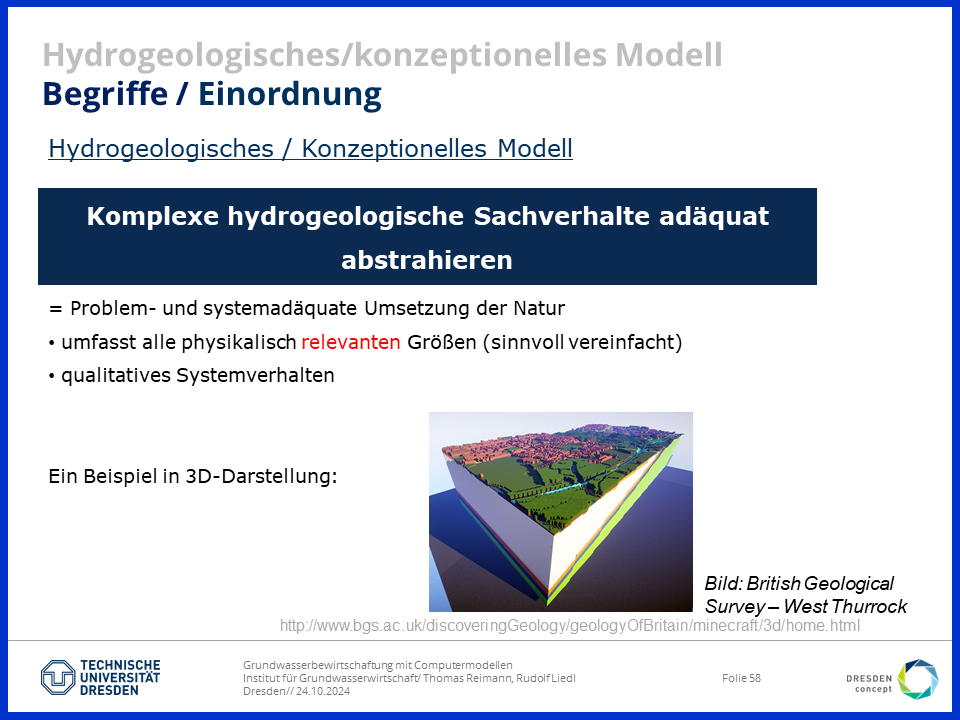 Hydrogeologisches/konzeptionelles Modell
Begriffe / Einordnung
Hydrogeologisches / Konzeptionelles Modell
Komplexe hydrogeologische Sachverhalte adäquat
abstrahieren
= Problem- und systemadäquate Umsetzung der Natur
• umfasst alle physikalisch relevanten Größen (sinnvoll vereinfacht)
• qualitatives Systemverhalten
Ein Beispiel in 3D-Darstellung:
Bild: British Geological
Survey – West Thurrock
http://www.bgs.ac.uk/discoveringGeology/geologyOfBritain/minecraft/3d/home.html
TECHNISCHE
UNIVERSITÄT
DRESDEN
Grundwasserbewirtschaftung mit Computermodellen
Institut für Grundwasserwirtschaft/ Thomas Reimann, Rudolf Liedl
Dresden// 24.10.2024
Folie 58
DRESDEN
concept